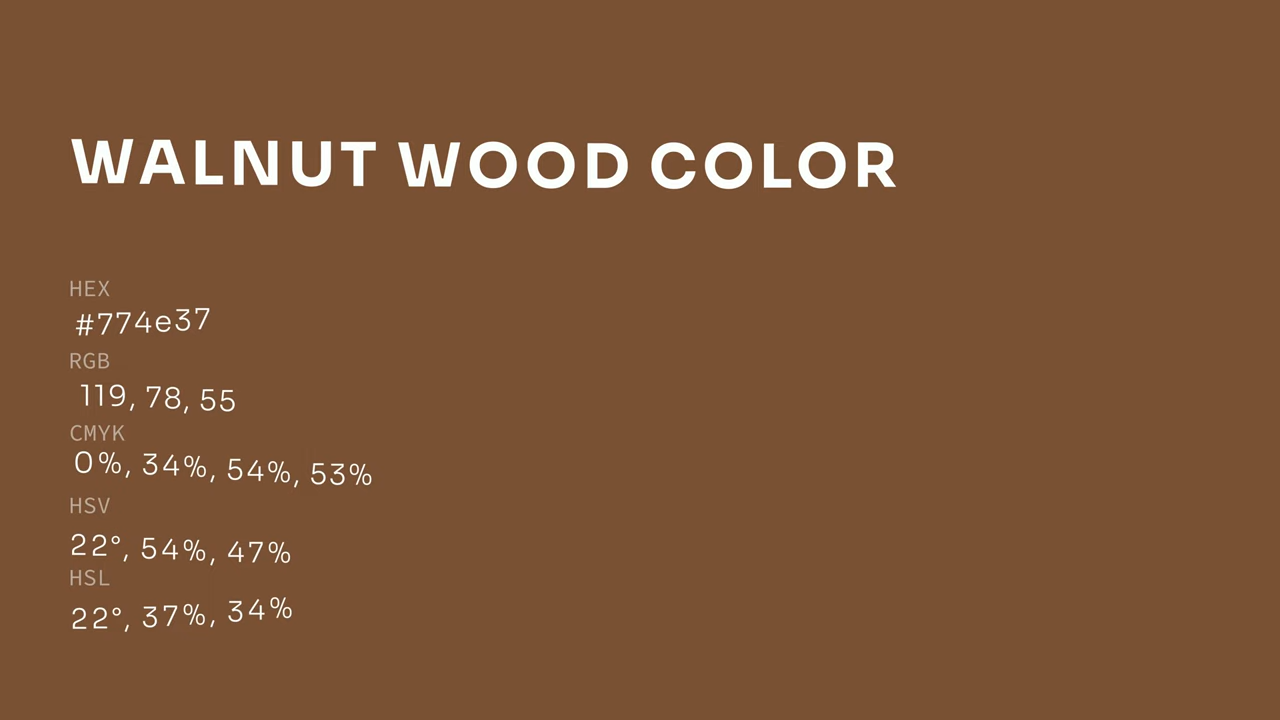 WALNUT WOOD COLOR
HEX
#774e37
RGB
119, 78, 55
CMYK
0%, 34%, 54%, 53%
HSV
22°, 54%, 47%
HSL
22°, 37%, 34%